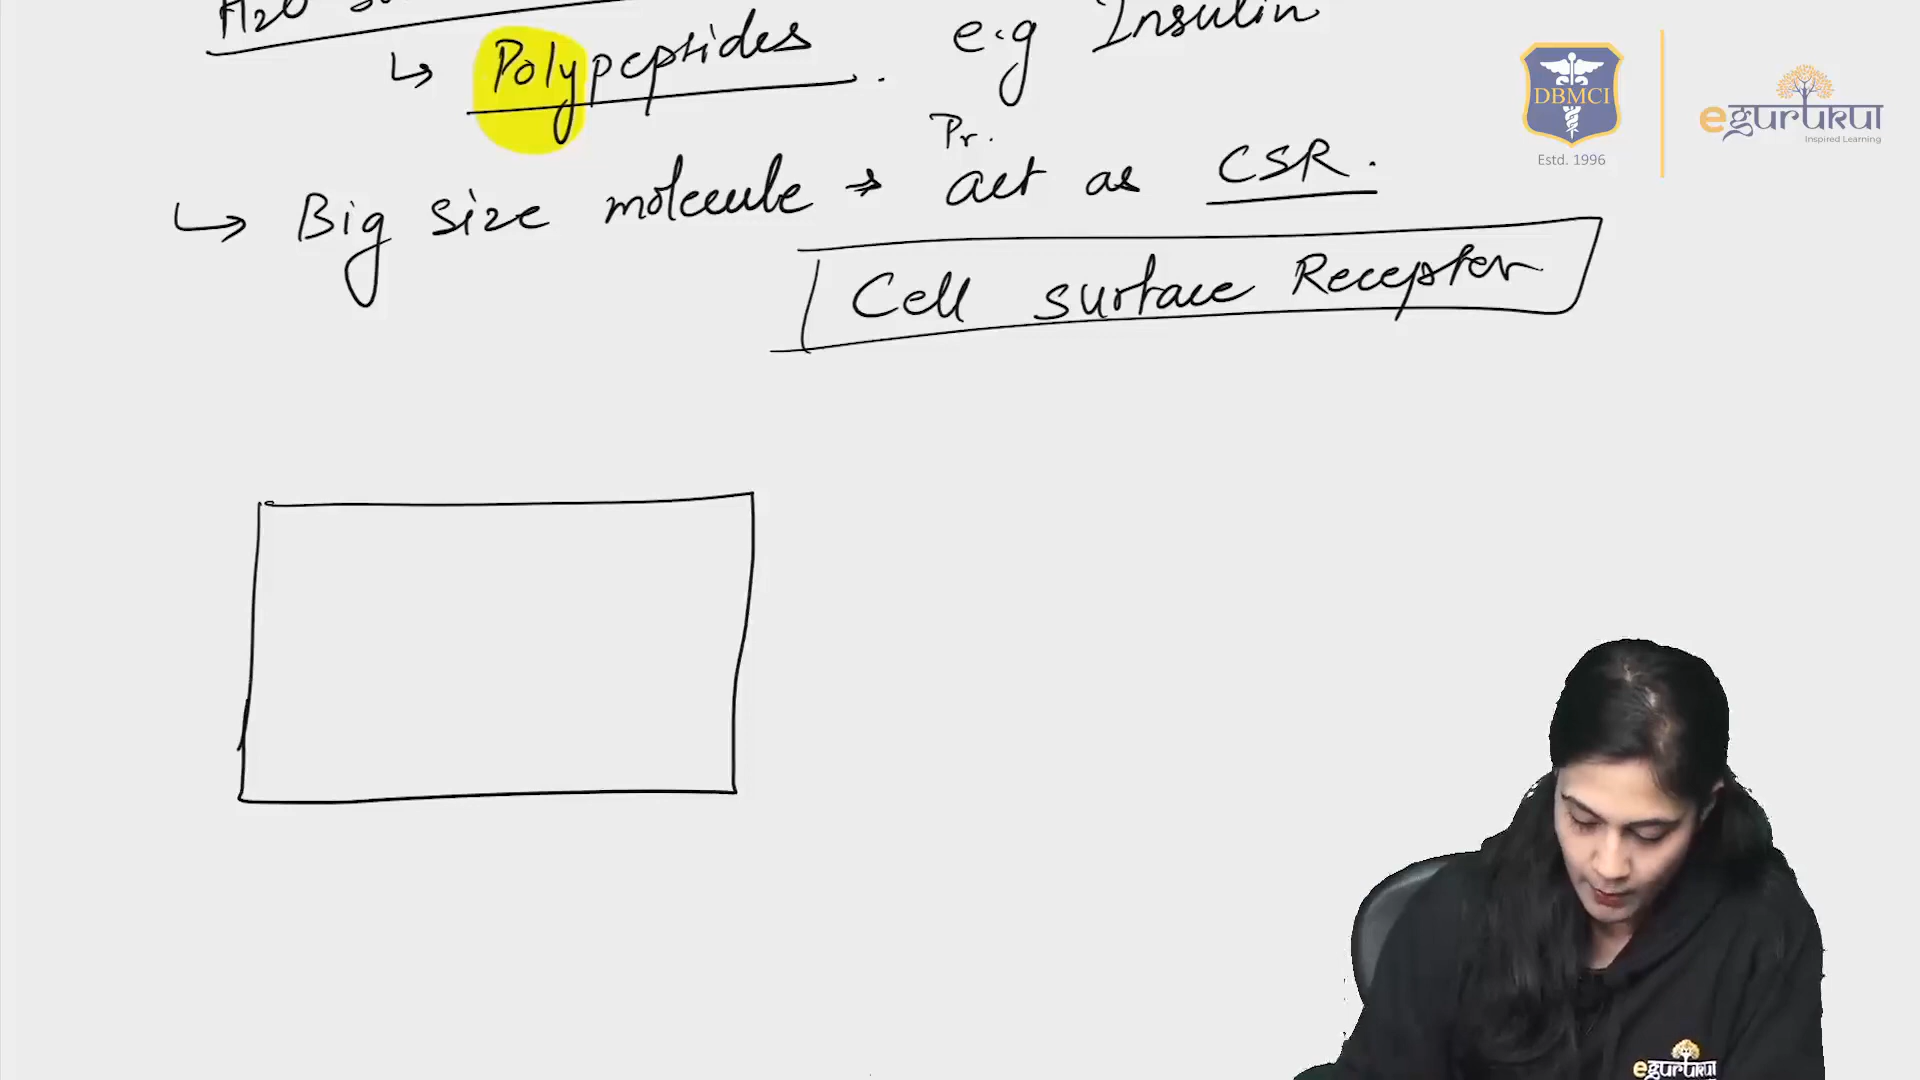 H2O
↳ Polypeptides. e.g Insulin
Pr.
↳ Big size molecule → act as CSR.
Cell surface Receptor
DBMCI
Estd. 1996
egurukul
Inspired Learning
egurukul